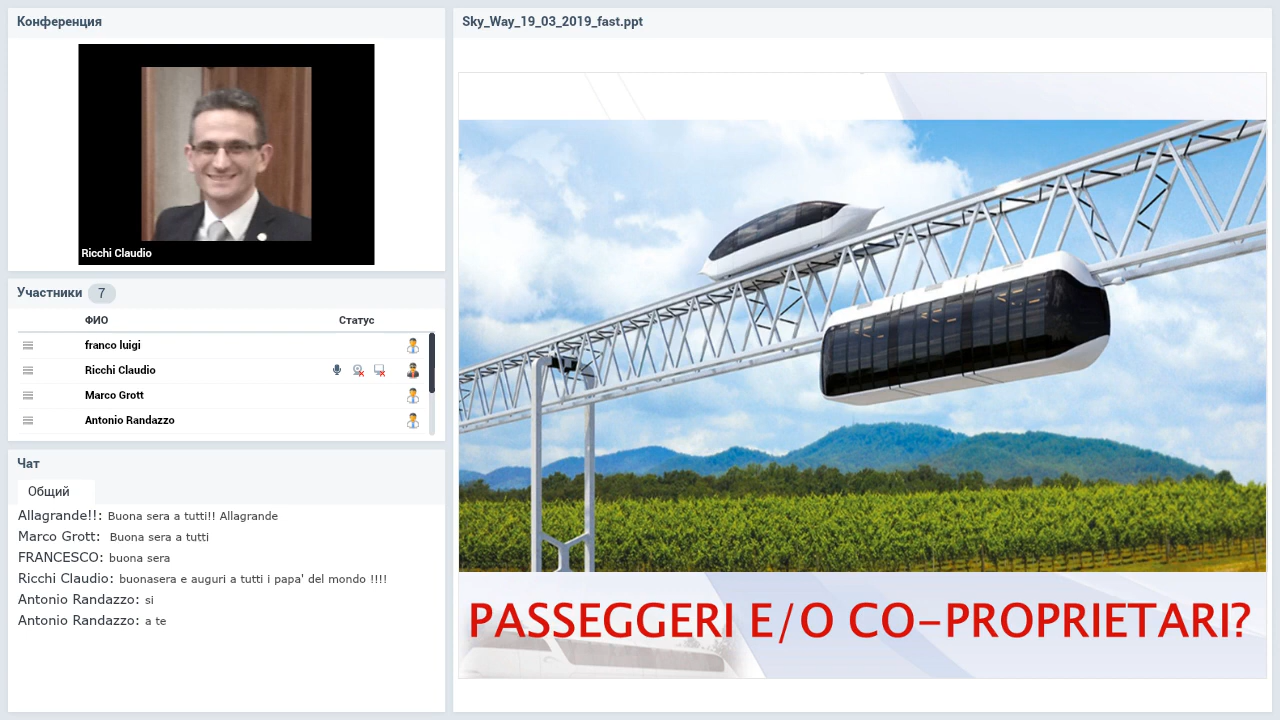 Конференция
Ricchi Claudio
Участники 7
ФИО Статус
franco luigi
Ricchi Claudio
Marco Grott
Antonio Randazzo
Чат
Общий
Allagrande!!: Buona sera a tutti!! Allagrande
Marco Grott: Buona sera a tutti
FRANCESCO: buona sera
Ricchi Claudio: buonasera e auguri a tutti i papa' del mondo !!!!
Antonio Randazzo: si
Antonio Randazzo: a te
Sky_Way_19_03_2019_fast.ppt
PASSEGGERI E/O CO-PROPRIETARI?